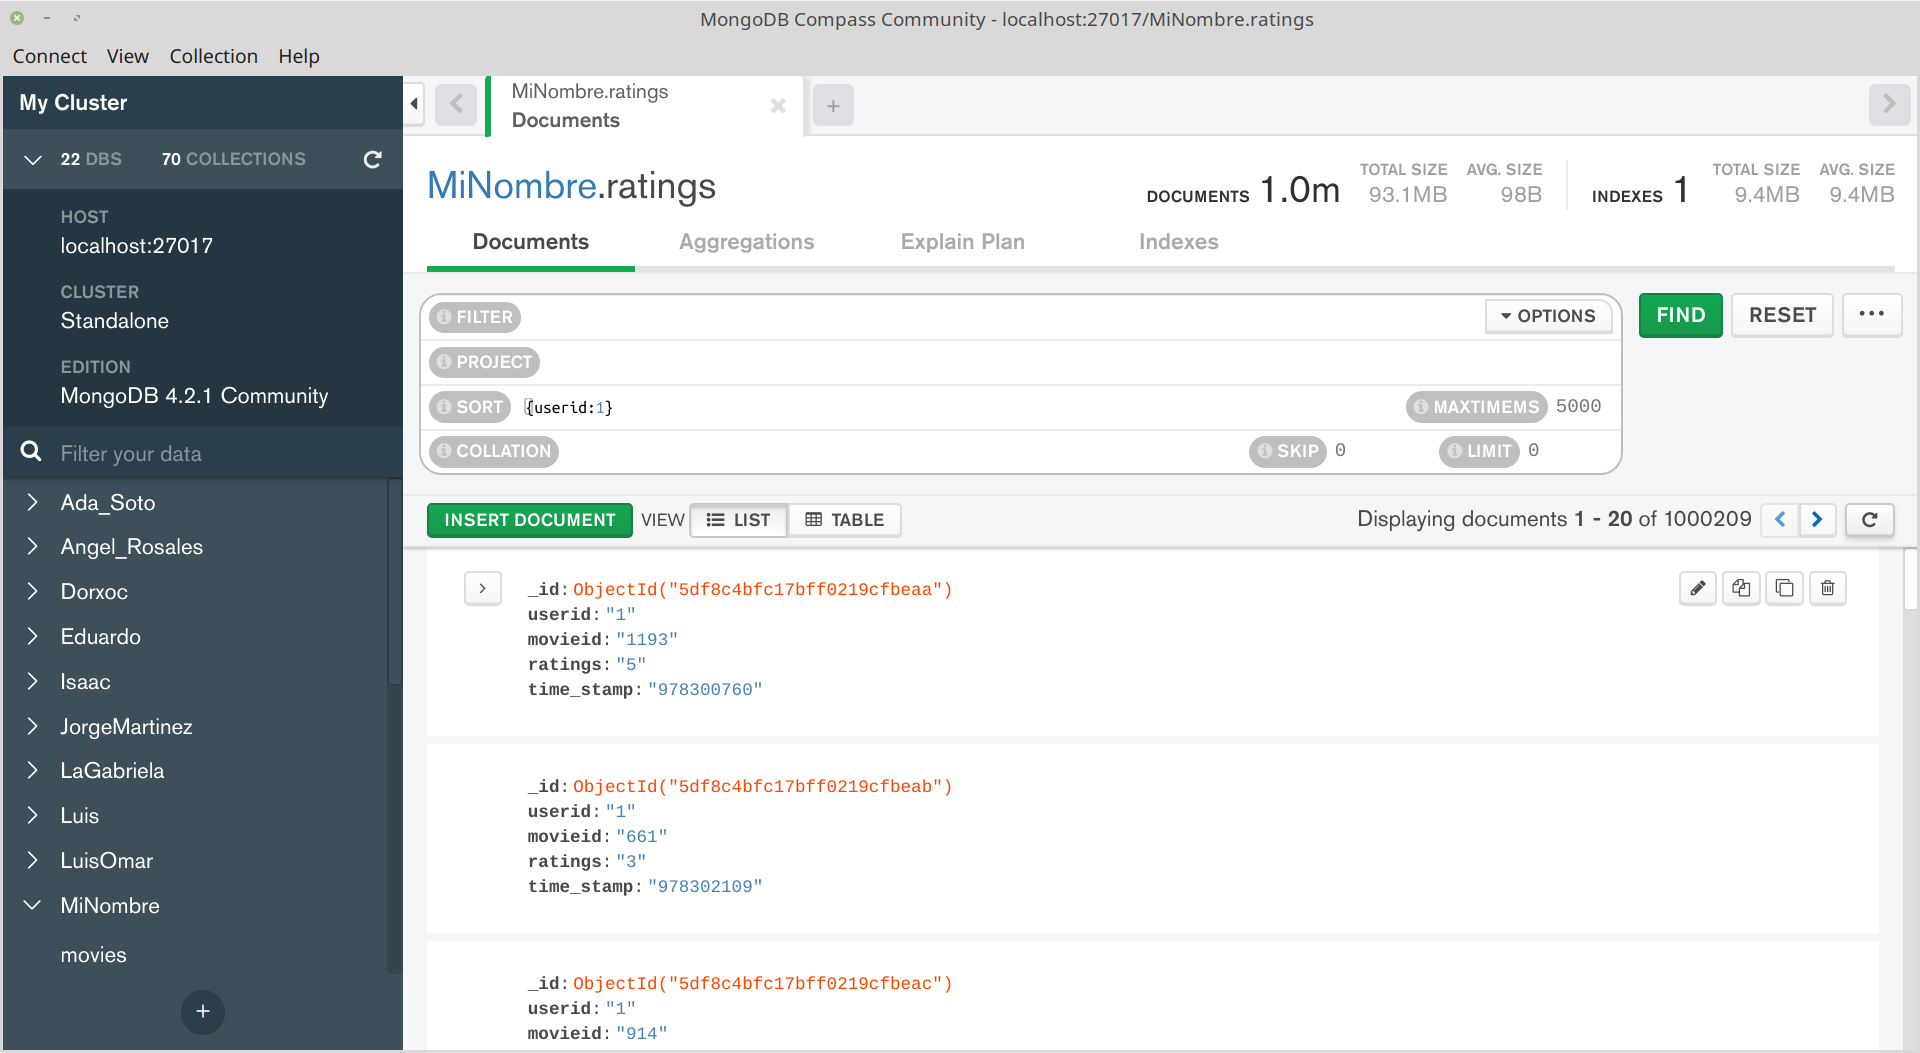 MongoDB Compass Community - localhost:27017/MiNombre.ratings
Connect View Collection Help
My Cluster
22 DBS 70 COLLECTIONS
HOST
localhost:27017
CLUSTER
Standalone
EDITION
MongoDB 4.2.1 Community
Filter your data
Ada_Soto
Angel_Rosales
Dorxoc
Eduardo
Isaac
JorgeMartinez
LaGabriela
Luis
LuisOmar
MiNombre
movies
+
MiNombre.ratings
Documents
+
MiNombre.ratings
DOCUMENTS 1.0m TOTAL SIZE 93.1MB AVG. SIZE 98B INDEXES 1 TOTAL SIZE 9.4MB AVG. SIZE 9.4MB
Documents Aggregations Explain Plan Indexes
FILTER OPTIONS FIND RESET ...
PROJECT
SORT {userid:1} MAXTIMEMS 5000
COLLATION SKIP 0 LIMIT 0
INSERT DOCUMENT VIEW LIST TABLE Displaying documents 1 - 20 of 1000209
_id: ObjectId("5df8c4bfc17bff0219cfbeaa")
userid: "1"
movieid: "1193"
ratings: "5"
time_stamp: "978300760"
_id: ObjectId("5df8c4bfc17bff0219cfbeab")
userid: "1"
movieid: "661"
ratings: "3"
time_stamp: "978302109"
_id: ObjectId("5df8c4bfc17bff0219cfbeac")
userid: "1"
movieid: "914"